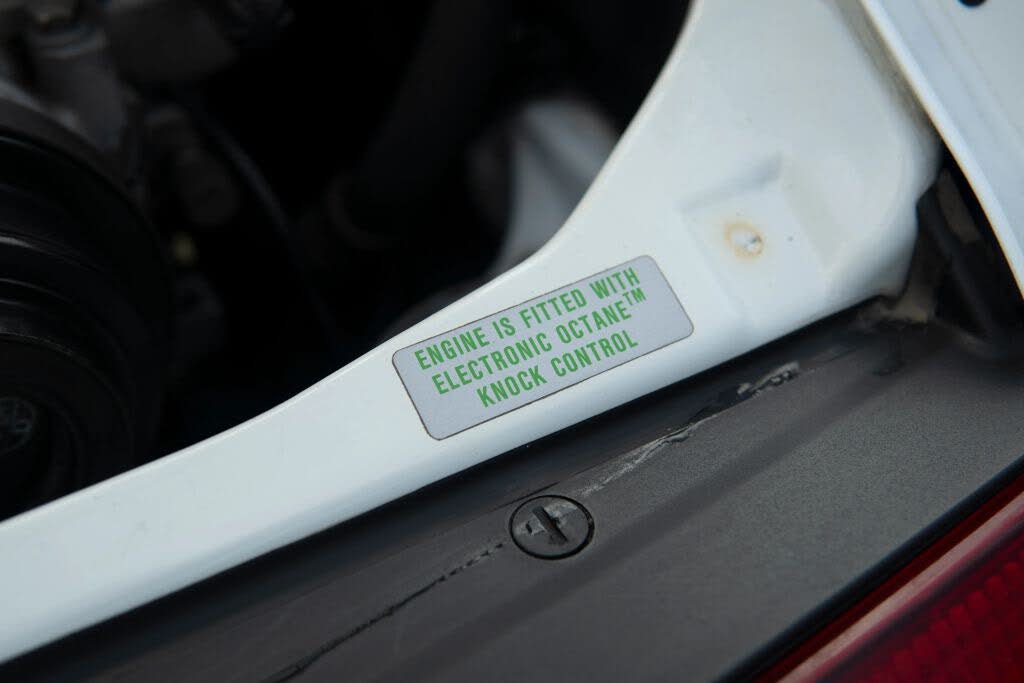 ENGINE IS FITTED WITH
ELECTRONIC OCTANE™
KNOCK CONTROL